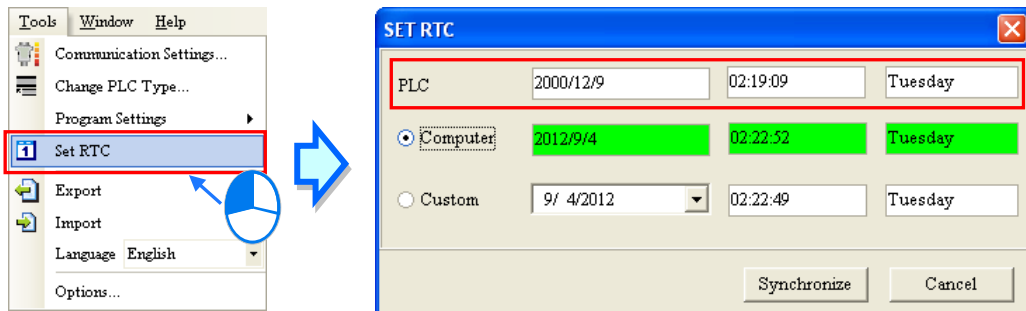 Tools Window Help
Communication Settings...
Change PLC Type...
Program Settings
1 Set RTC
Export
Import
Language English
Options...
SET RTC
PLC 2000/12/9 02:19:09 Tuesday
Computer 2012/9/4 02:22:52 Tuesday
Custom 9/ 4/2012 02:22:49 Tuesday
Synchronize Cancel